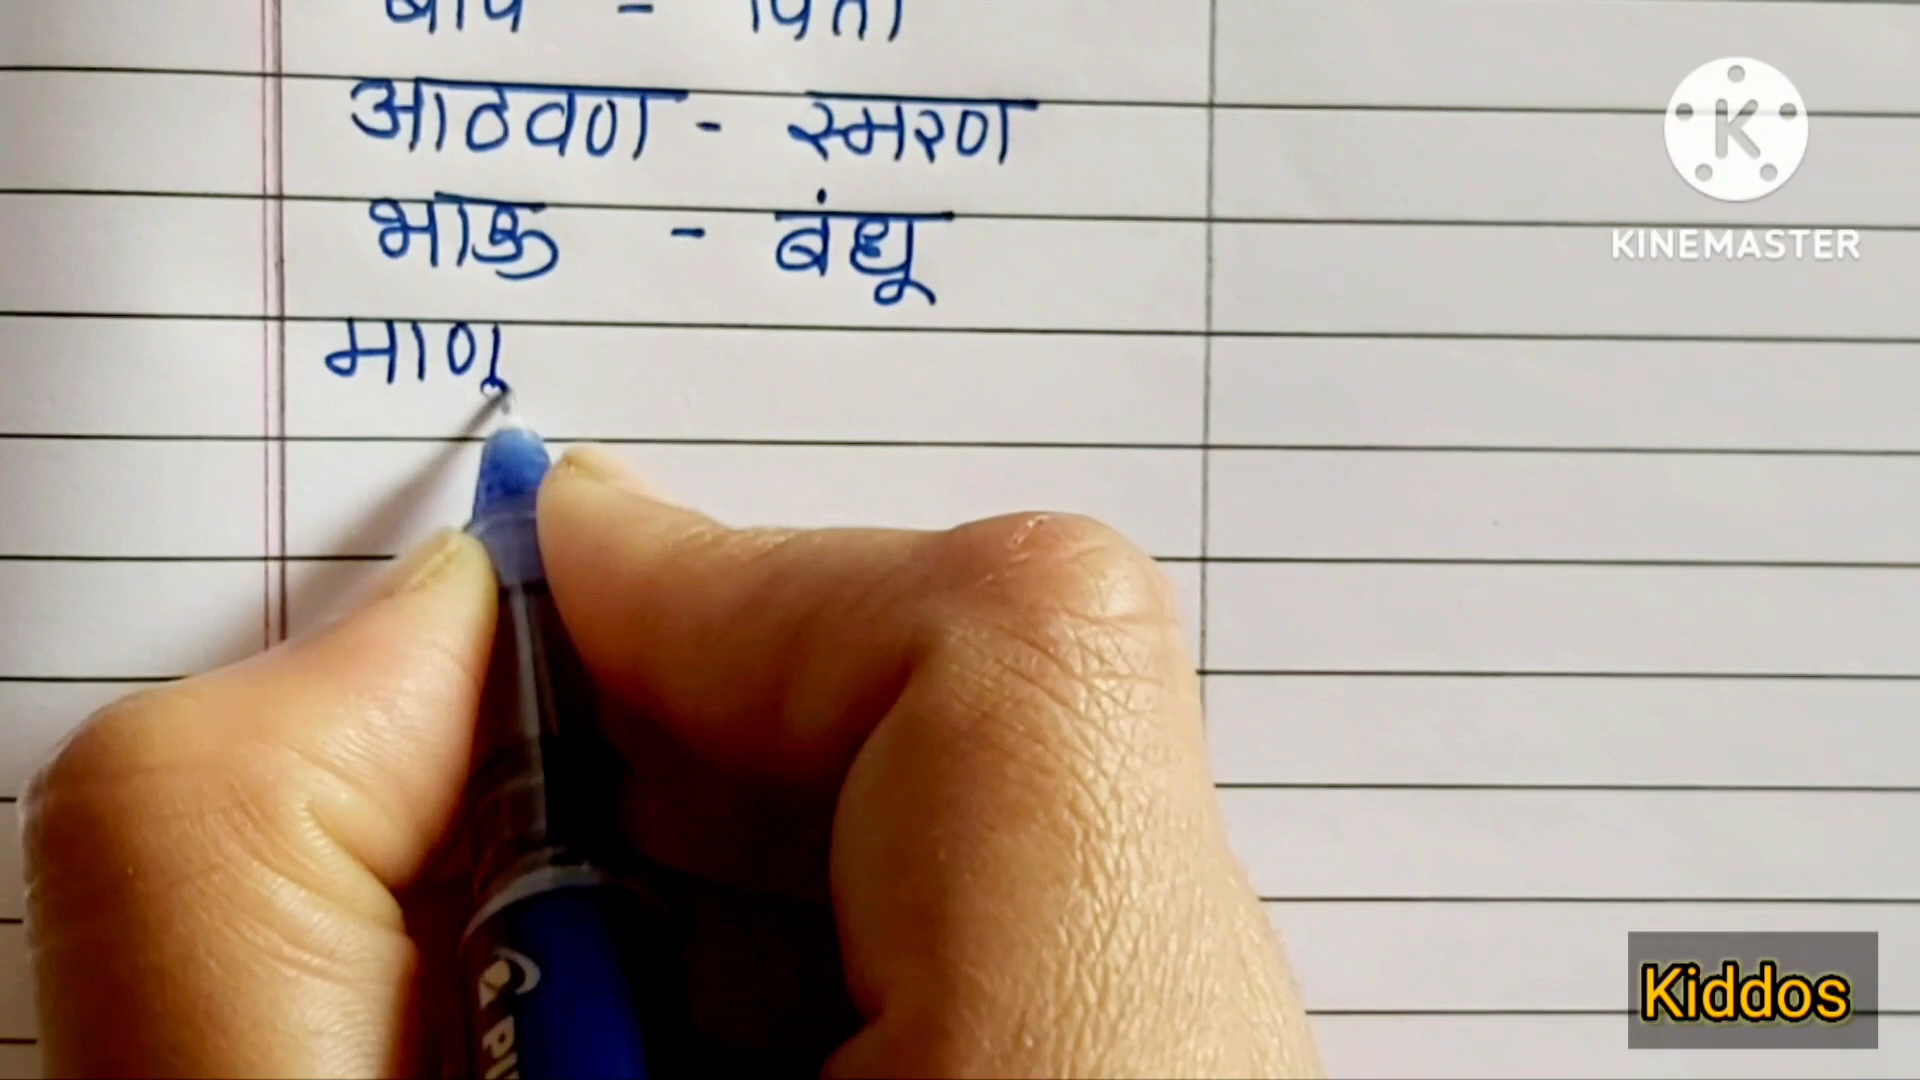 बाप - पिता
आठवण - स्मरण
भाऊ - बंधू
माणू
KINEMASTER
Kiddos